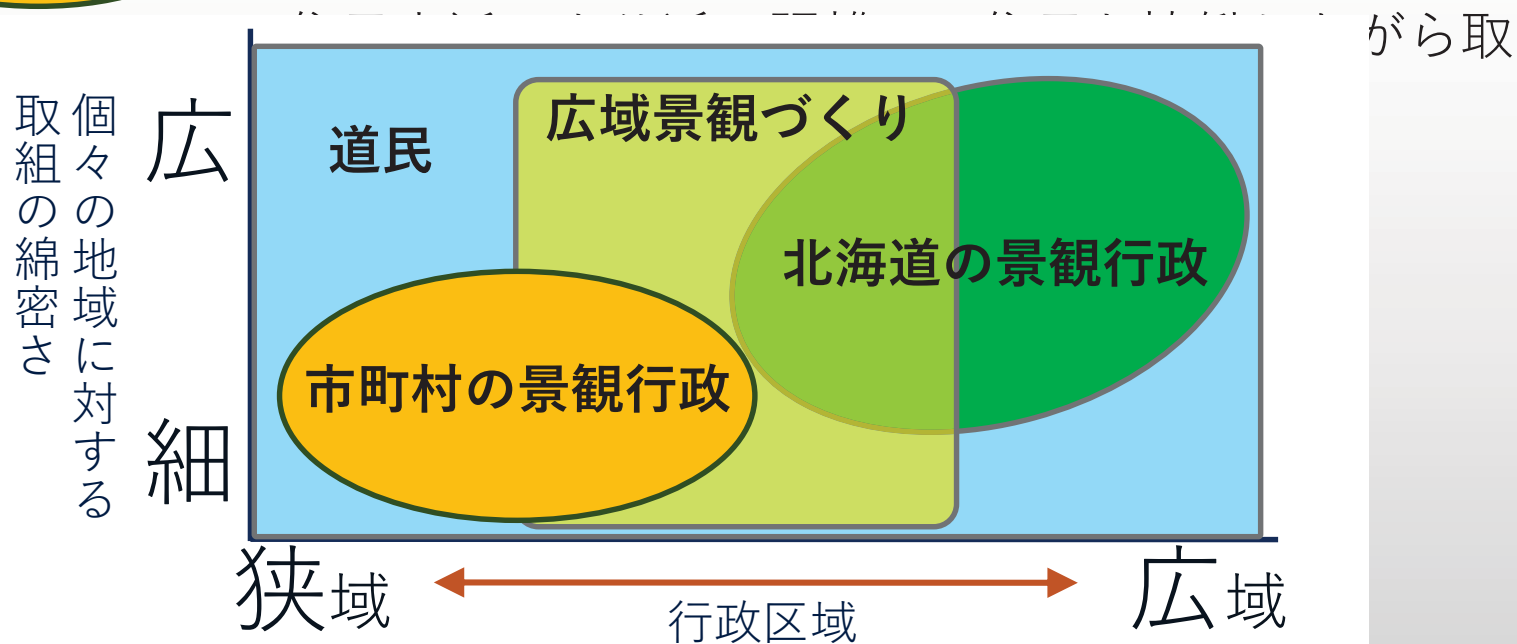 がら取
個々の地域に対する
取組の綿密さ
広
細
道民
広域景観づくり
北海道の景観行政
市町村の景観行政
狭域
行政区域
広域